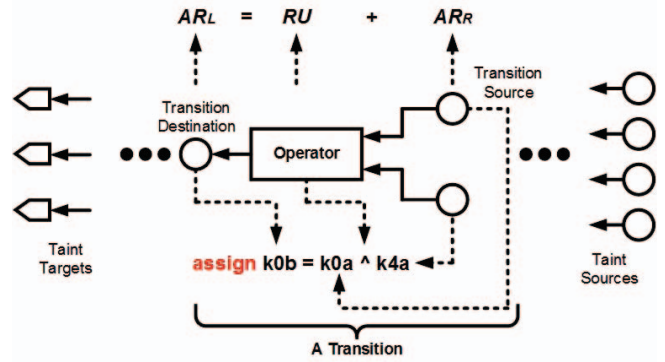 ARL = RU + ARR
Transition Source
Transition Destination
Operator
Taint Targets
assign k0b = k0a ^ k4a
Taint Sources
A Transition